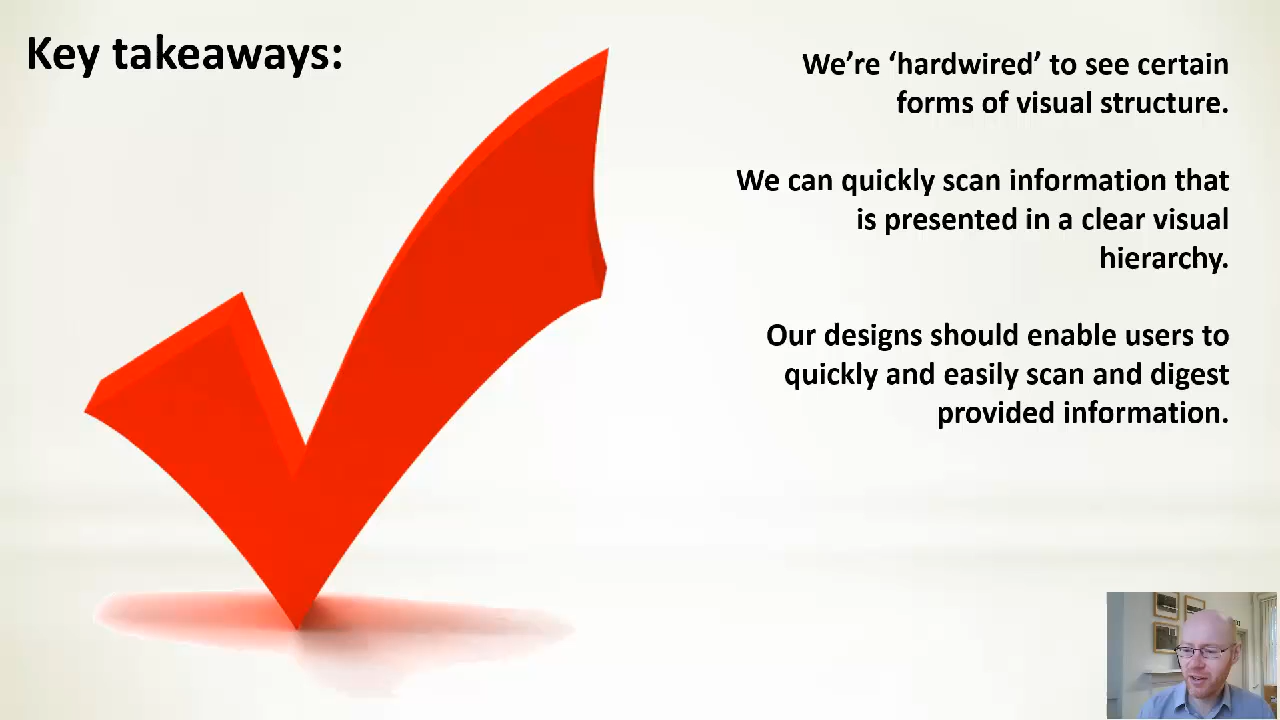 Key takeaways:
We’re ‘hardwired’ to see certain
forms of visual structure.
We can quickly scan information that
is presented in a clear visual
hierarchy.
Our designs should enable users to
quickly and easily scan and digest
provided information.